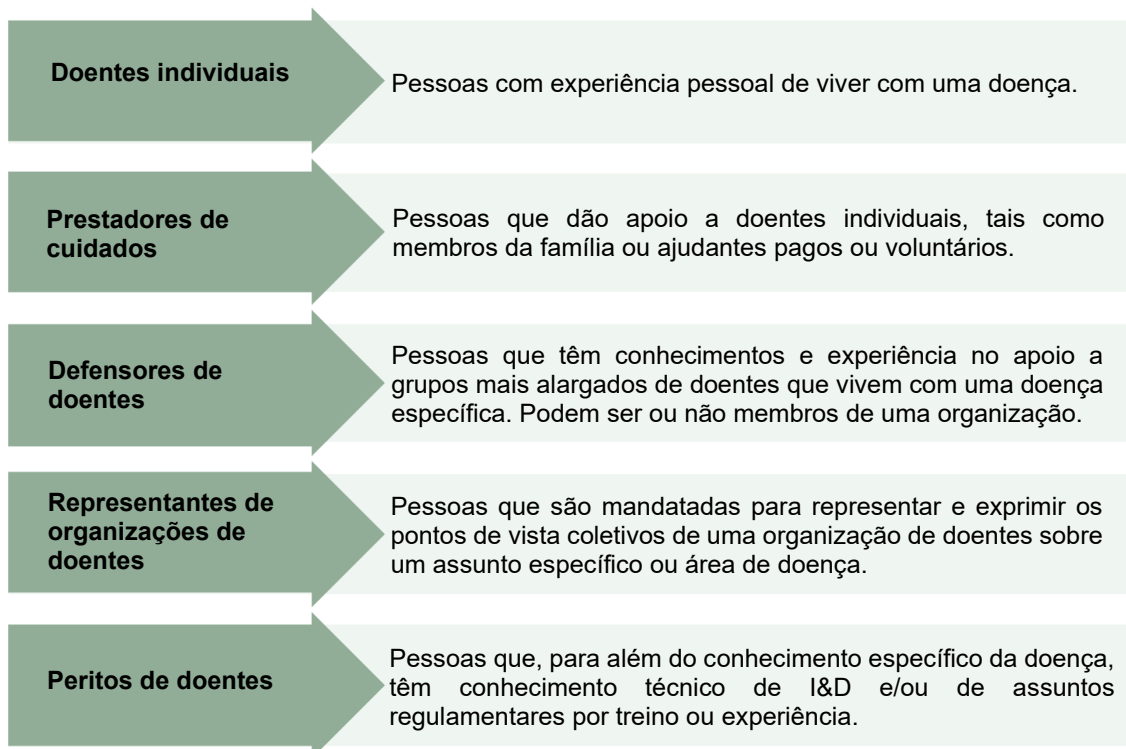 Doentes individuais
Pessoas com experiência pessoal de viver com uma doença.
Prestadores de
cuidados
Pessoas que dão apoio a doentes individuais, tais como
membros da família ou ajudantes pagos ou voluntários.
Defensores de
doentes
Pessoas que têm conhecimentos e experiência no apoio a
grupos mais alargados de doentes que vivem com uma doença
específica. Podem ser ou não membros de uma organização.
Representantes de
organizações de
doentes
Pessoas que são mandatadas para representar e exprimir os
pontos de vista coletivos de uma organização de doentes sobre
um assunto específico ou área de doença.
Peritos de doentes
Pessoas que, para além do conhecimento específico da doença,
têm conhecimento técnico de I&D e/ou de assuntos
regulamentares por treino ou experiência.